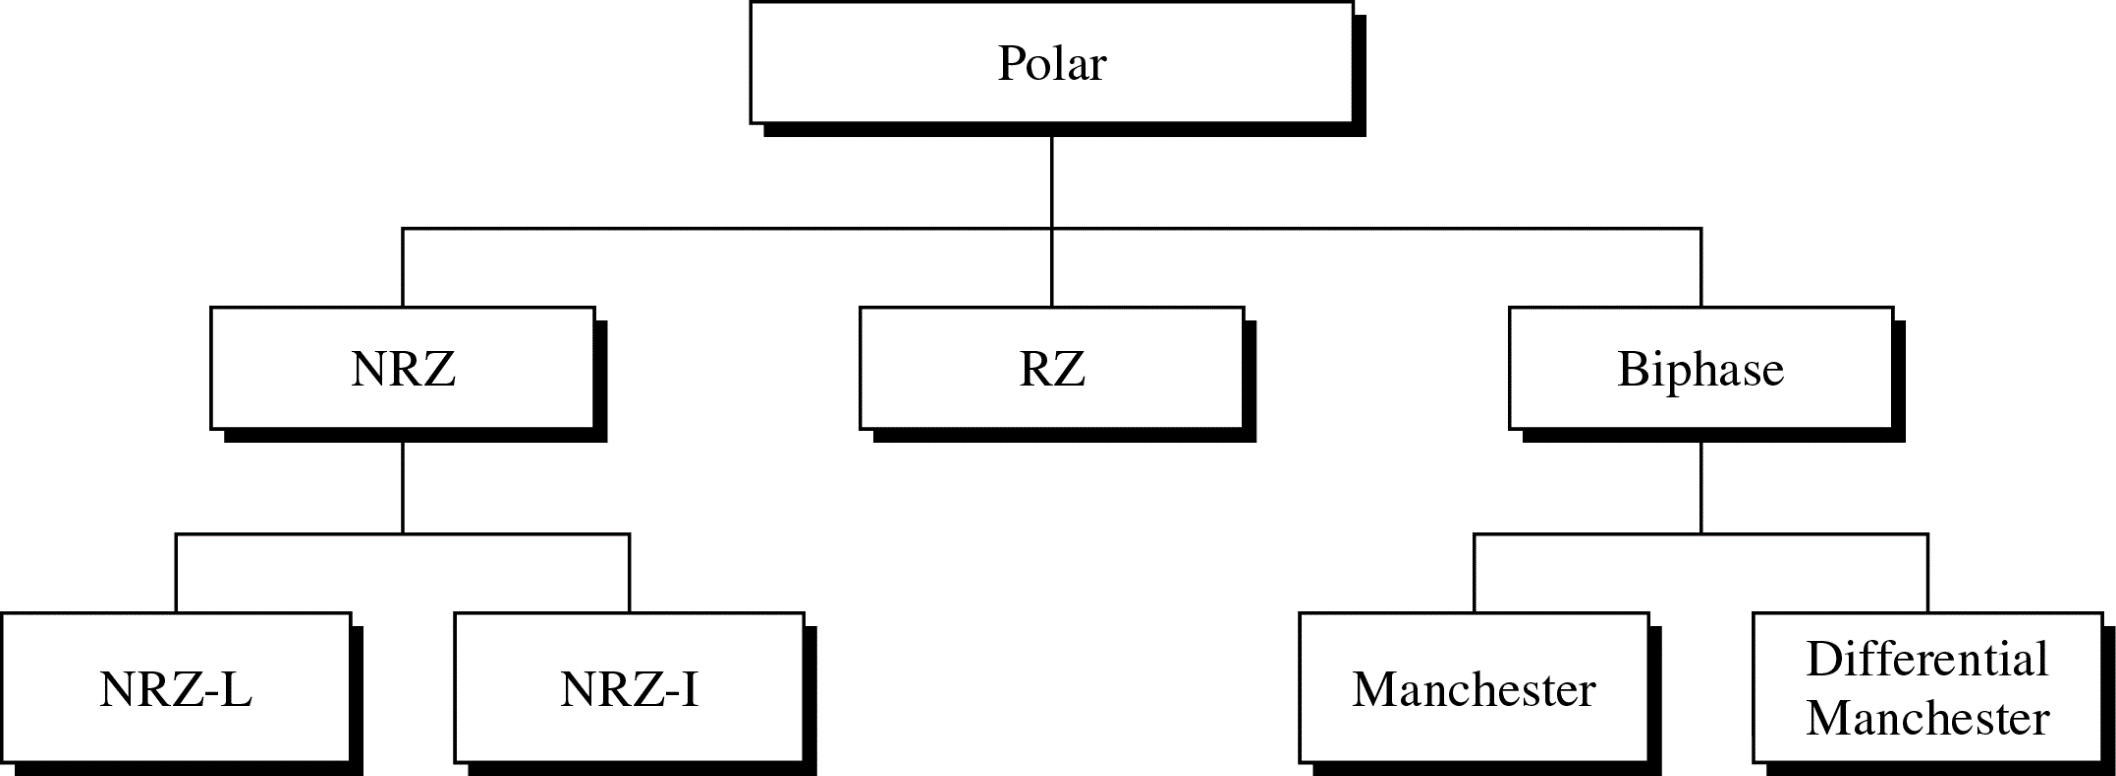 Polar
NRZ
RZ
Biphase
NRZ-L
NRZ-I
Manchester
Differential
Manchester